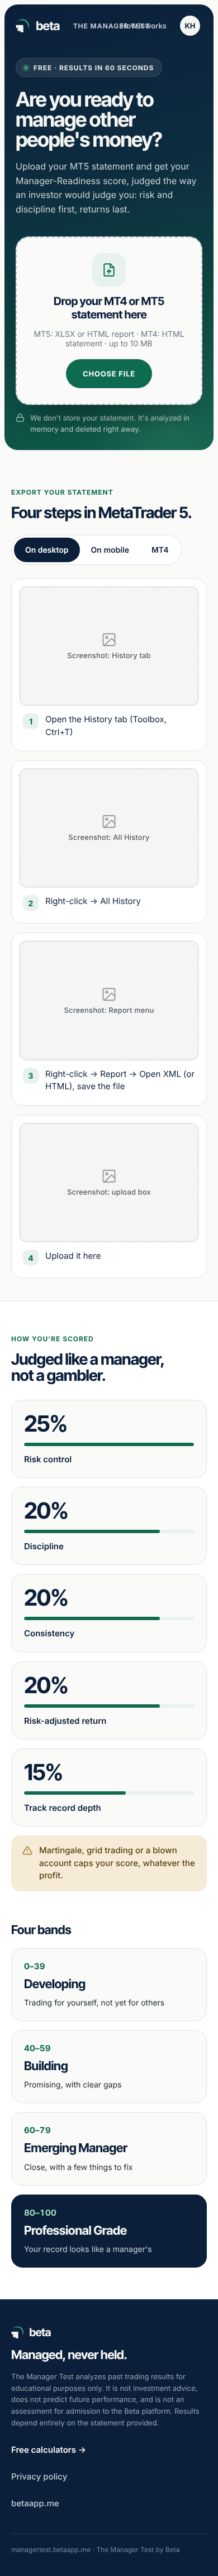 beta
THE MANAGER TEST
How it works
KH
FREE · RESULTS IN 60 SECONDS
Are you ready to
manage other
people's money?
Upload your MT5 statement and get your
Manager-Readiness score, judged the way
an investor would judge you: risk and
discipline first, returns last.
Drop your MT4 or MT5
statement here
MT5: XLSX or HTML report · MT4: HTML
statement · up to 10 MB
CHOOSE FILE
We don't store your statement. It's analyzed in
memory and deleted right away.
EXPORT YOUR STATEMENT
Four steps in MetaTrader 5.
On desktop
On mobile
MT4
Screenshot: History tab
1
Open the History tab (Toolbox,
Ctrl+T)
Screenshot: All History
2
Right-click → All History
Screenshot: Report menu
3
Right-click → Report → Open XML (or
HTML), save the file
Screenshot: upload box
4
Upload it here
HOW YOU'RE SCORED
Judged like a manager,
not a gambler.
25%
Risk control
20%
Discipline
20%
Consistency
20%
Risk-adjusted return
15%
Track record depth
Martingale, grid trading or a blown
account caps your score, whatever the
profit.
Four bands
0–39
Developing
Trading for yourself, not yet for others
40–59
Building
Promising, with clear gaps
60–79
Emerging Manager
Close, with a few things to fix
80–100
Professional Grade
Your record looks like a manager's
beta
Managed, never held.
The Manager Test analyzes past trading results for
educational purposes only. It is not investment advice,
does not predict future performance, and is not an
assessment for admission to the Beta platform. Results
depend entirely on the statement provided.
Free calculators →
Privacy policy
betaapp.me
managertest.betaapp.me · The Manager Test by Beta